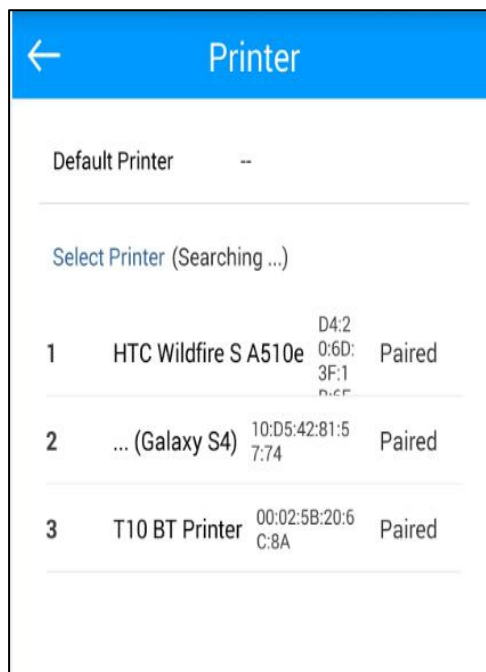 Printer
Default Printer --
Select Printer (Searching ...)
1 HTC Wildfire S A510e D4:2
0:6D:
3F:1 Paired
2 ... (Galaxy S4) 10:D5:42:81:5
7:74 Paired
3 T10 BT Printer 00:02:5B:20:6
C:8A Paired